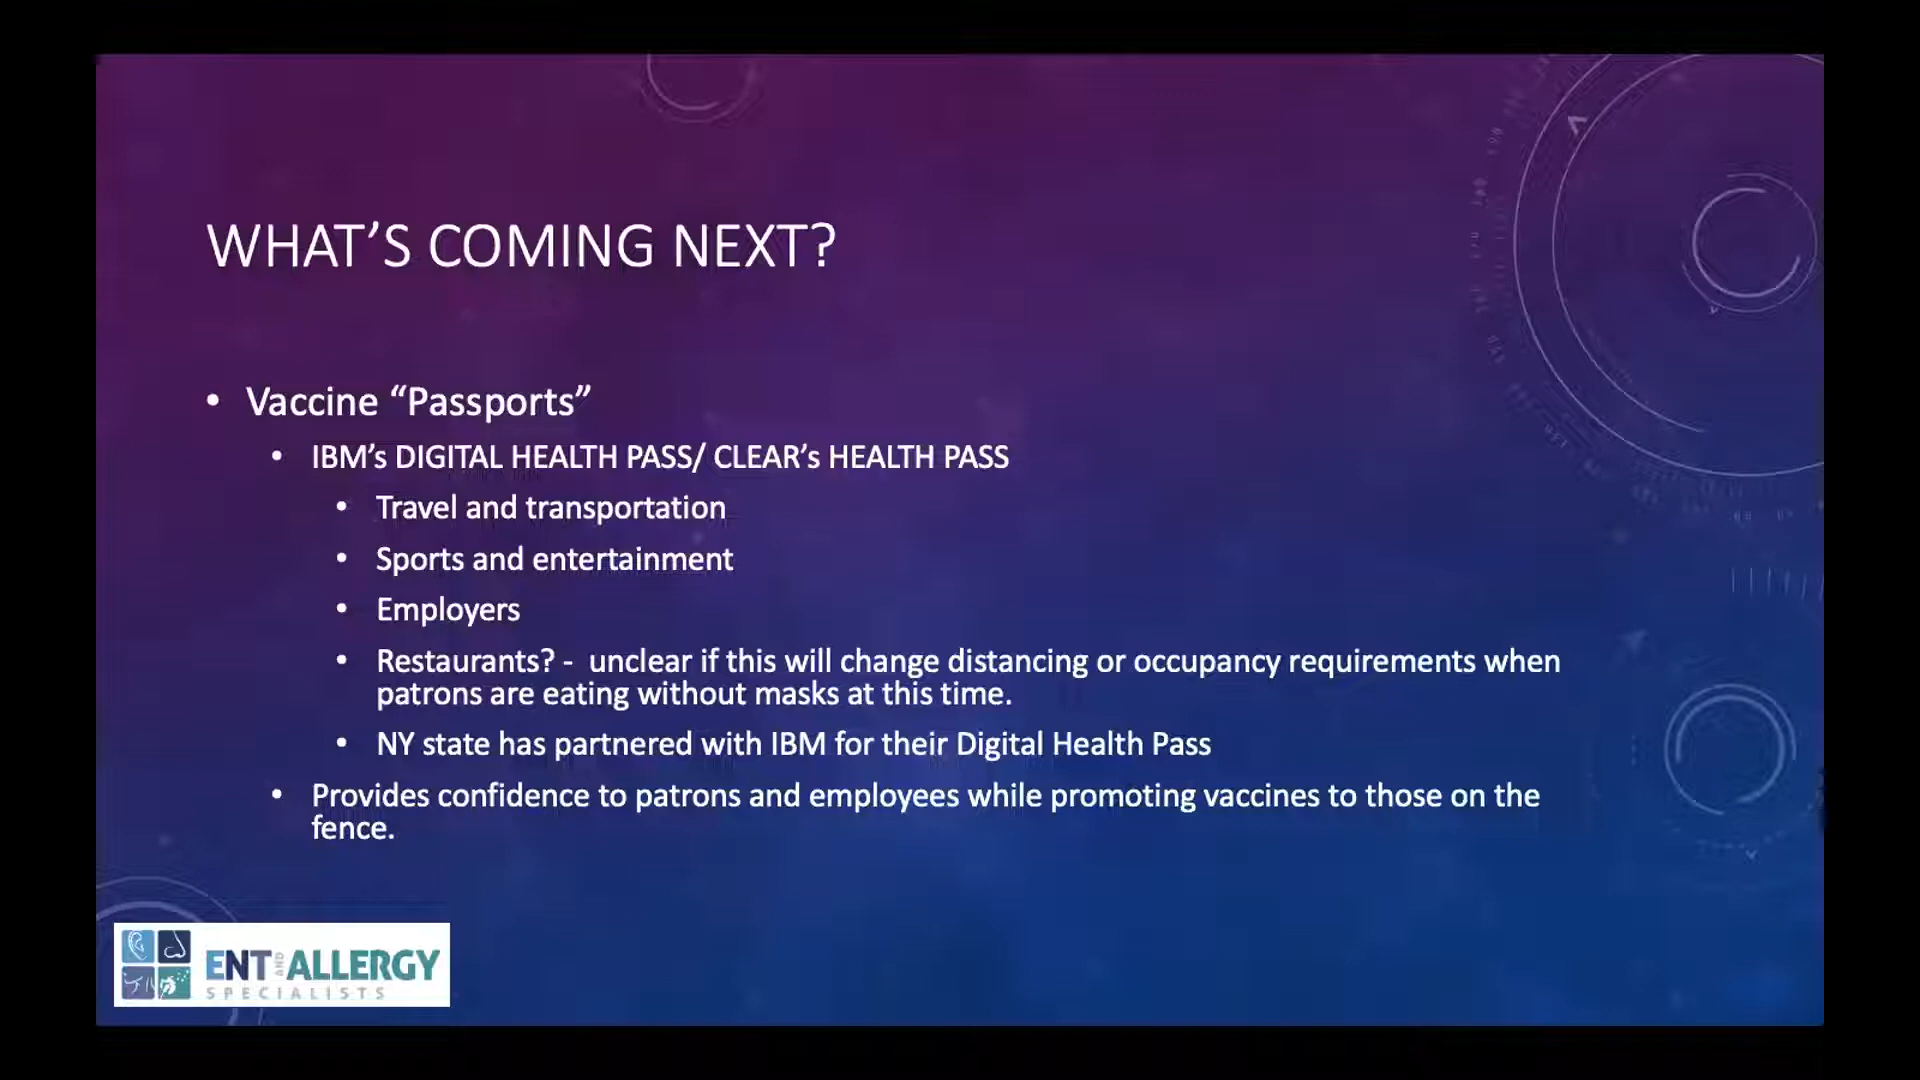 WHAT’S COMING NEXT?
• Vaccine “Passports”
• IBM’s DIGITAL HEALTH PASS/ CLEAR’s HEALTH PASS
• Travel and transportation
• Sports and entertainment
• Employers
• Restaurants? - unclear if this will change distancing or occupancy requirements when
patrons are eating without masks at this time.
• NY state has partnered with IBM for their Digital Health Pass
• Provides confidence to patrons and employees while promoting vaccines to those on the
fence.
ENT AND ALLERGY
SPECIALISTS